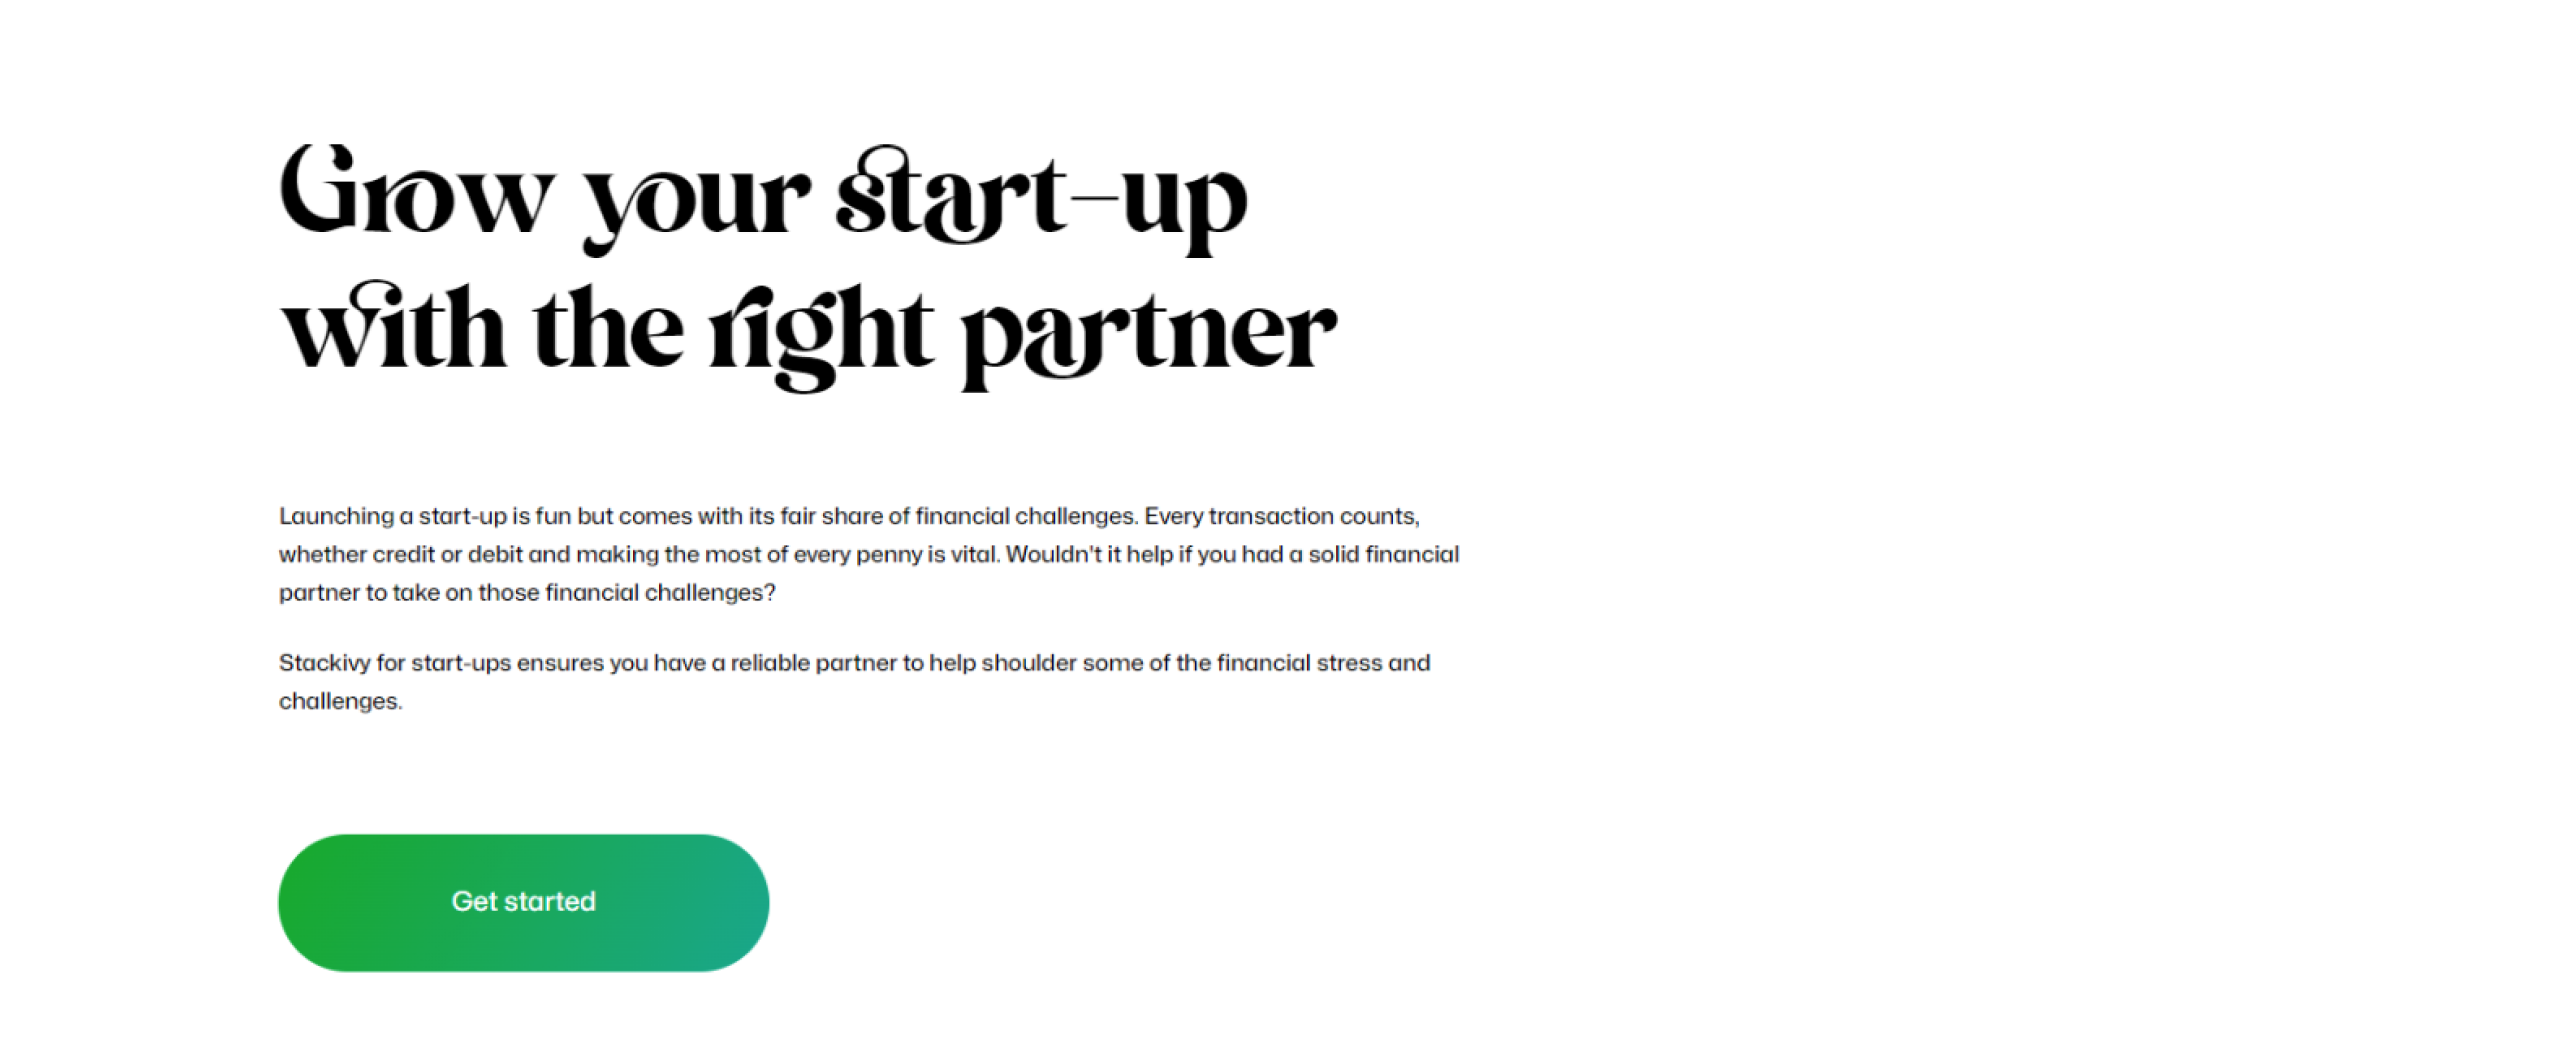 Grow your start-up
with the right partner
Launching a start-up is fun but comes with its fair share of financial challenges. Every transaction counts,
whether credit or debit and making the most of every penny is vital. Wouldn't it help if you had a solid financial
partner to take on those financial challenges?
Stackivy for start-ups ensures you have a reliable partner to help shoulder some of the financial stress and
challenges.
Get started